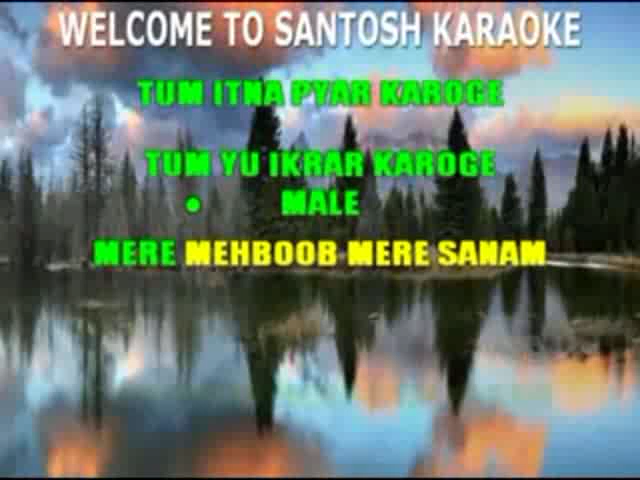 WELCOME TO SANTOSH KARAOKE
TUM ITNA PYAR KAROGE
TUM YU IKRAR KAROGE
• MALE
MERE MEHBOOB MERE SANAM